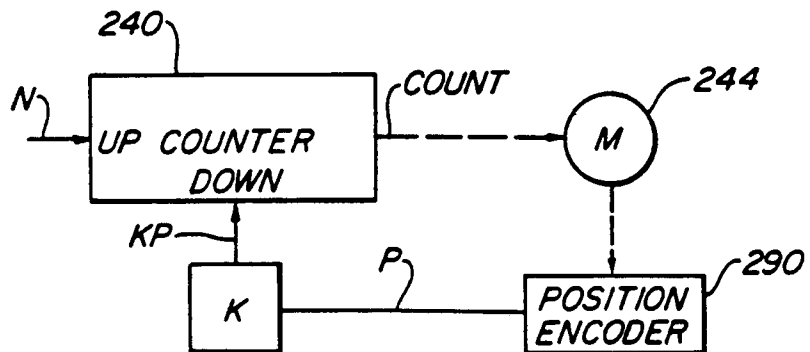 240
N
COUNT
244
UP COUNTER
DOWN
M
KP
P
290
K
POSITION
ENCODER